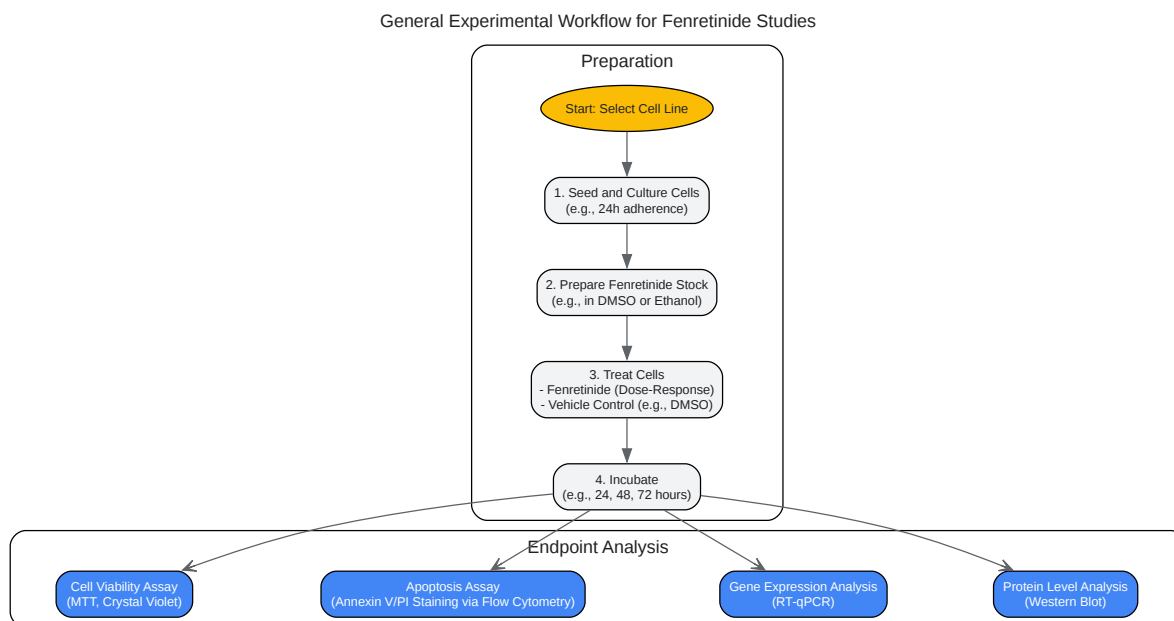 General Experimental Workflow for Fenretinide Studies
Preparation
Start: Select Cell Line
1. Seed and Culture Cells
(e.g., 24h adherence)
2. Prepare Fenretinide Stock
(e.g., in DMSO or Ethanol)
3. Treat Cells
- Fenretinide (Dose-Response)
- Vehicle Control (e.g., DMSO)
4. Incubate
(e.g., 24, 48, 72 hours)
Endpoint Analysis
Cell Viability Assay
(MTT, Crystal Violet)
Apoptosis Assay
(Annexin V/PI Staining via Flow Cytometry)
Gene Expression Analysis
(RT-qPCR)
Protein Level Analysis
(Western Blot)